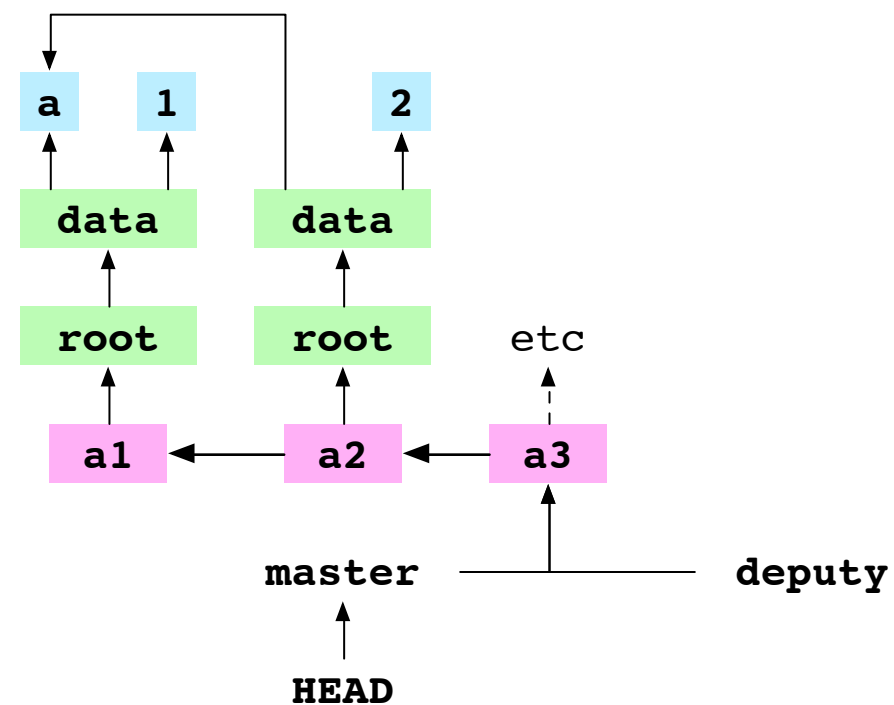 a 1 2
data data
root root etc
a1 a2 a3
master deputy
HEAD